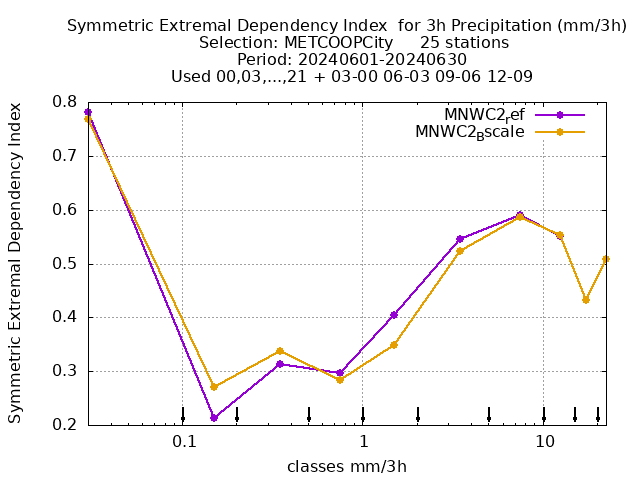 Symmetric Extremal Dependency Index  for 3h Precipitation (mm/3h)
Selection: METCOOPCity     25 stations
Period: 20240601-20240630
Used 00,03,...,21 + 03-00 06-03 09-06 12-09
MNWC2ref
MNWC2Bscale
Symmetric Extremal Dependency Index
0.8
0.7
0.6
0.5
0.4
0.3
0.2
0.1 1 10
classes mm/3h